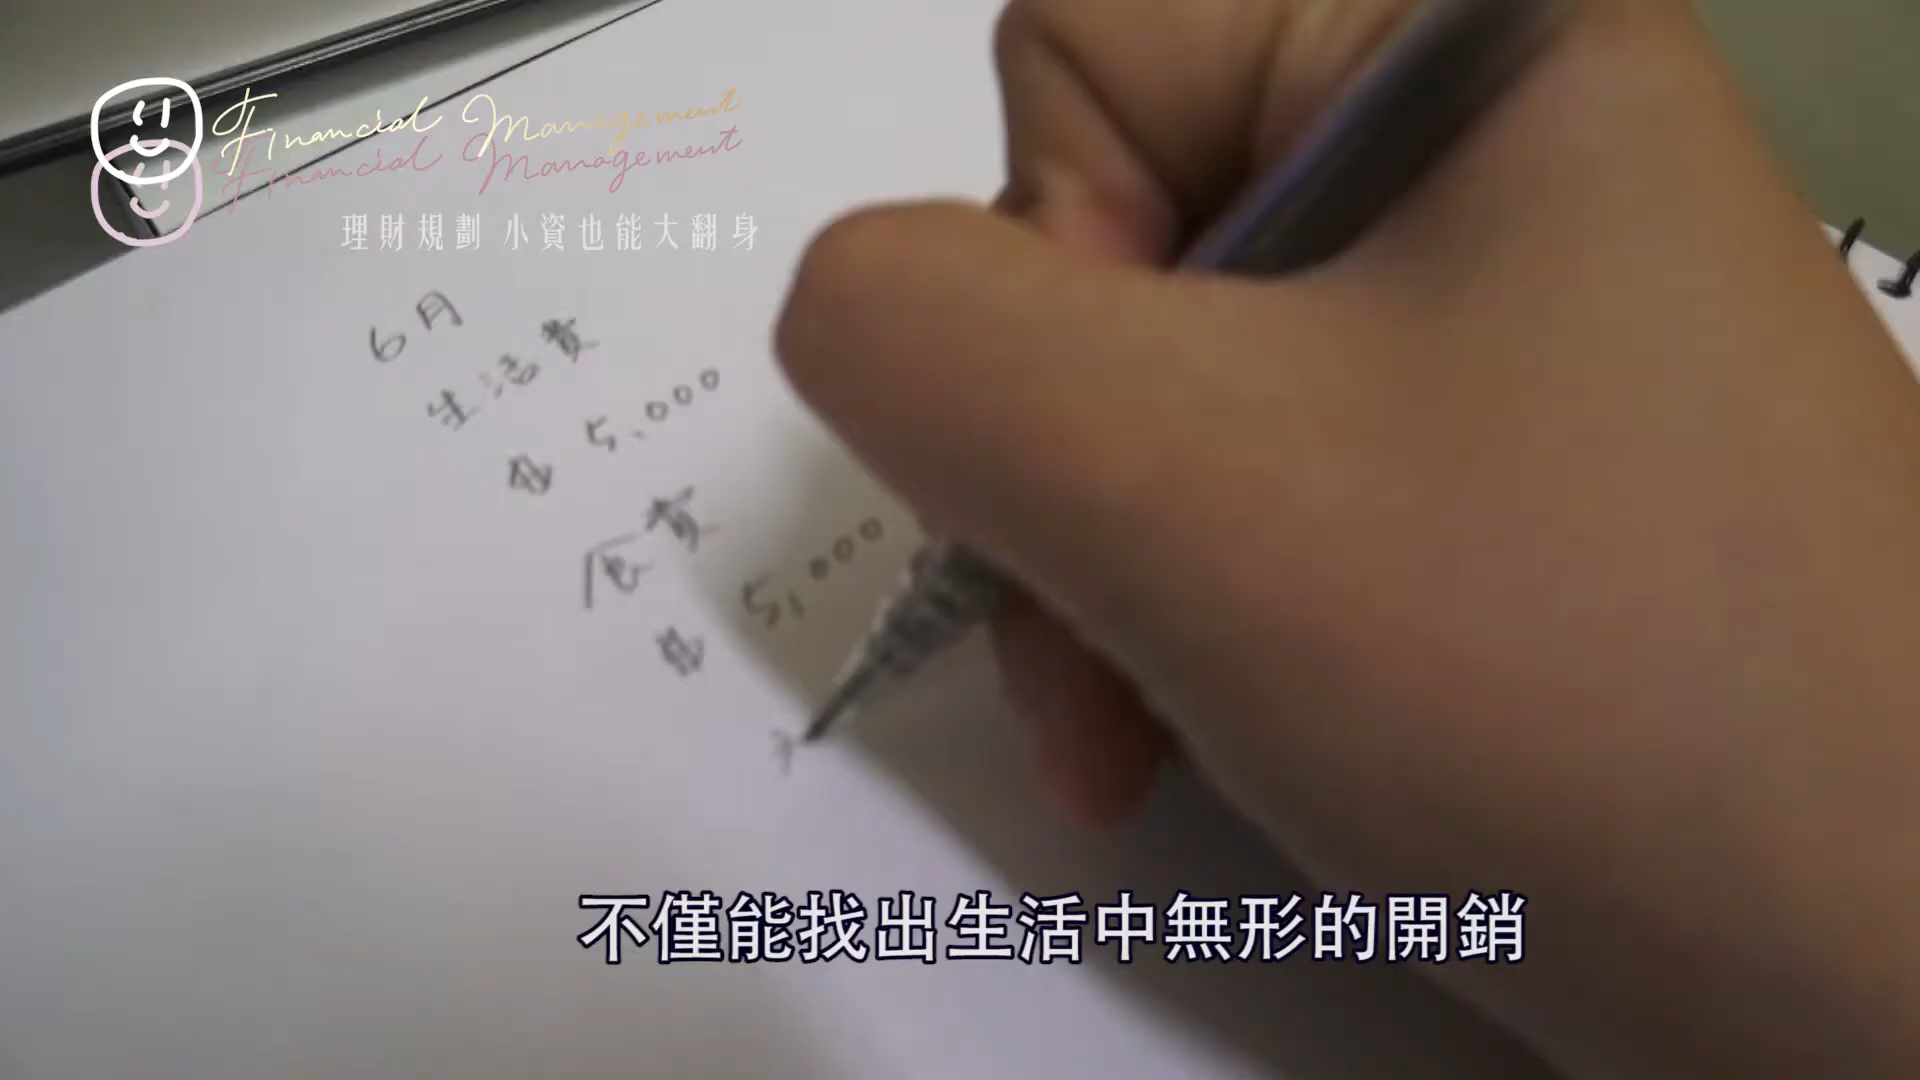 Financial Management
Financial Management
理財規劃 小資也能大翻身
6月
生活費
$ 5,000
食費
$ 5,000
不僅能找出生活中無形的開銷